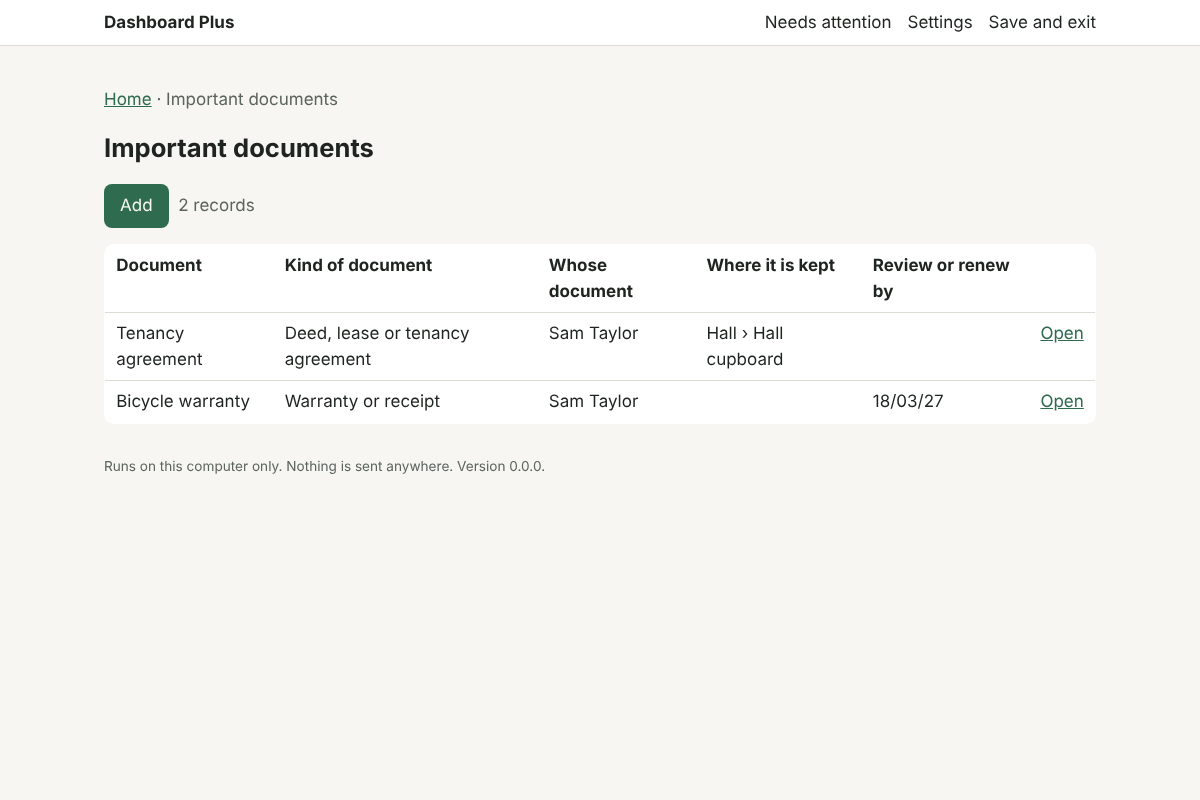 Dashboard Plus
Needs attention Settings Save and exit
Home · Important documents
Important documents
Add 2 records
Document Kind of document Whose document Where it is kept Review or renew by
Tenancy agreement Deed, lease or tenancy agreement Sam Taylor Hall › Hall cupboard Open
Bicycle warranty Warranty or receipt Sam Taylor 18/03/27 Open
Runs on this computer only. Nothing is sent anywhere. Version 0.0.0.